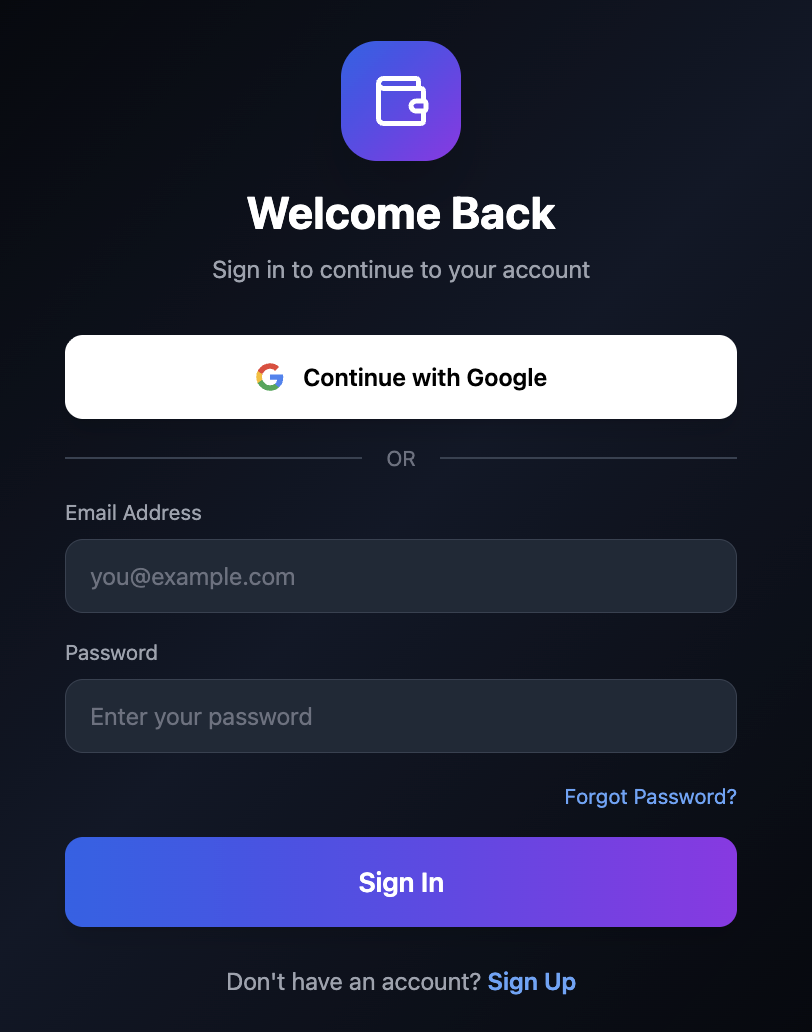 Welcome Back
Sign in to continue to your account
Continue with Google
OR
Email Address
you@example.com
Password
Enter your password
Forgot Password?
Sign In
Don't have an account? Sign Up